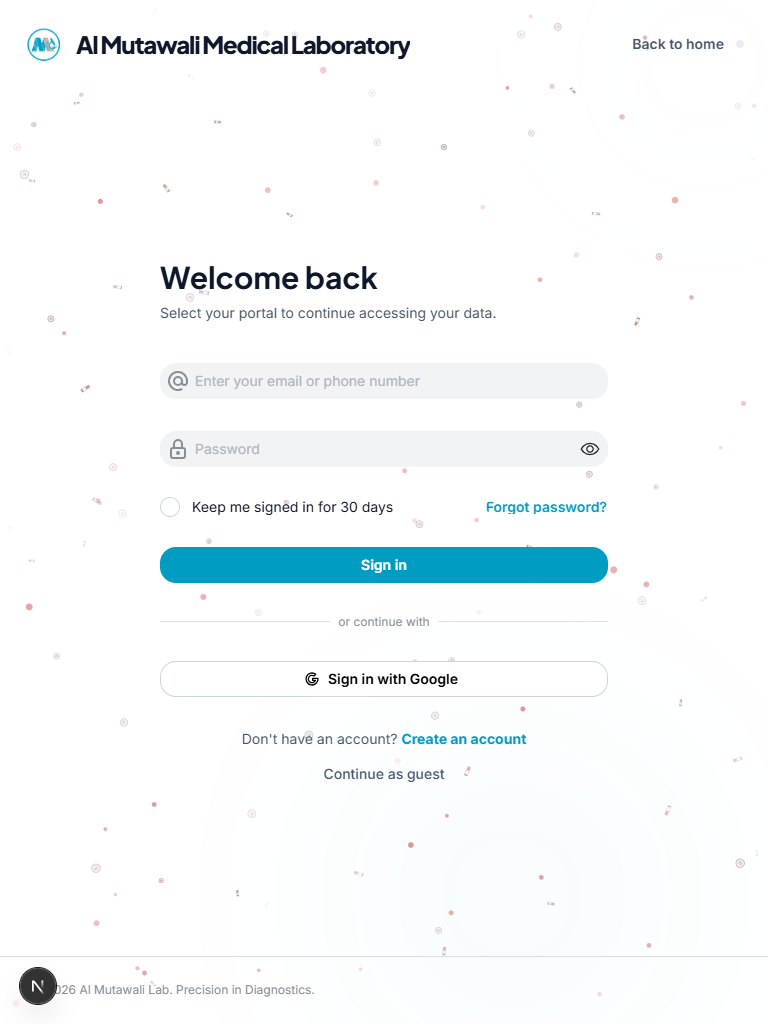 Al Mutawali Medical Laboratory
Back to home
Welcome back
Select your portal to continue accessing your data.
Enter your email or phone number
Password
Keep me signed in for 30 days
Forgot password?
Sign in
or continue with
Sign in with Google
Don't have an account? Create an account
Continue as guest
N
026 Al Mutawali Lab. Precision in Diagnostics.